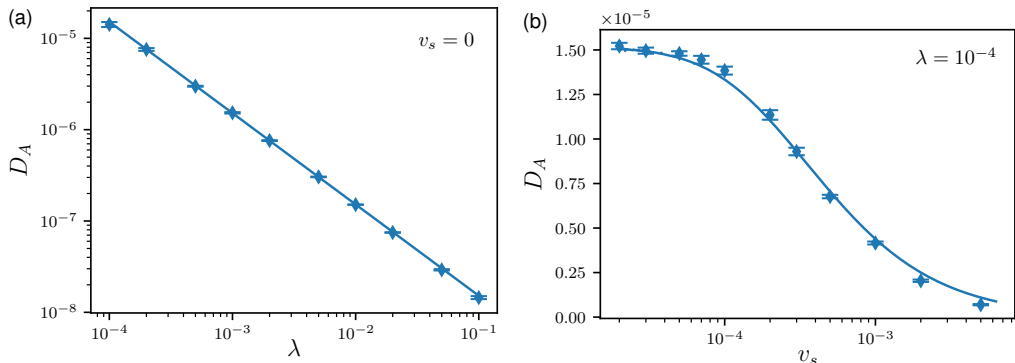 (a)
10⁻⁵
10⁻⁶
10⁻⁷
10⁻⁸
D_A
v_s = 0
10⁻⁴
10⁻³
10⁻²
10⁻¹
λ
(b)
×10⁻⁵
1.50
1.25
1.00
0.75
0.50
0.25
0.00
D_A
λ = 10⁻⁴
10⁻⁴
10⁻³
v_s